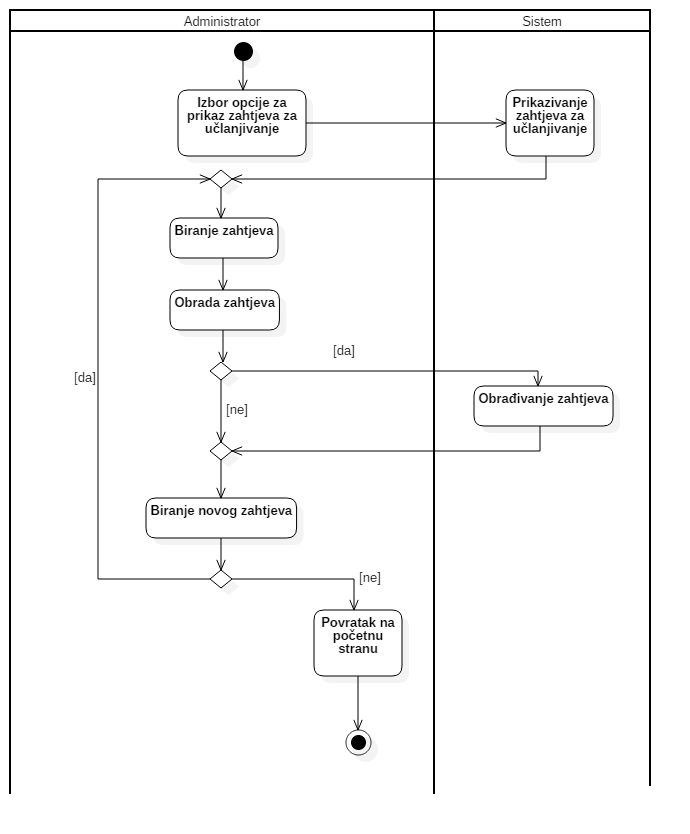 Administrator
Sistem
Izbor opcije za
prikaz zahtjeva za
učlanjivanje
Prikazivanje
zahtjeva za
učlanjivanje
Biranje zahtjeva
Obrada zahtjeva
[da]
[da]
Obrađivanje zahtjeva
[ne]
Biranje novog zahtjeva
[ne]
Povratak na
početnu
stranu